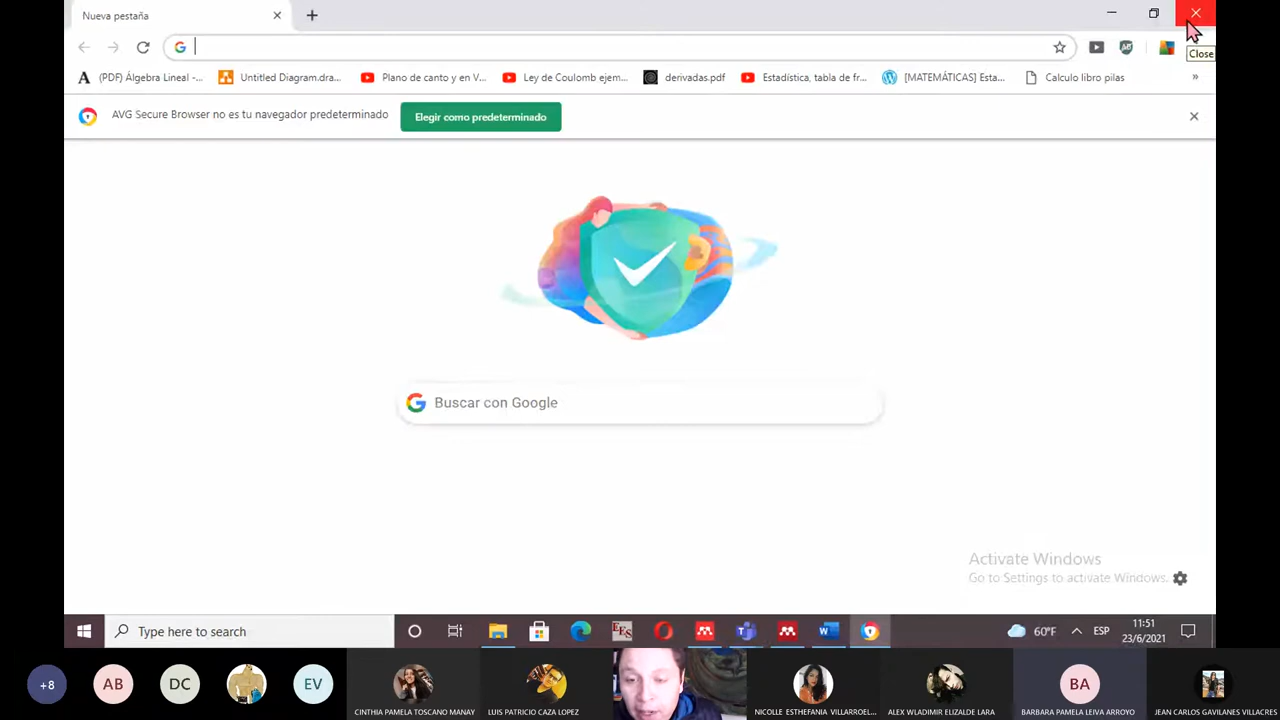 Nueva pestaña
Close
(PDF) Álgebra Lineal -...
Untitled Diagram.dra...
Plano de canto y en V...
Ley de Coulomb ejem...
derivadas.pdf
Estadística, tabla de fr...
[MATEMÁTICAS] Esta...
Calculo libro pilas
»
AVG Secure Browser no es tu navegador predeterminado
Elegir como predeterminado
Buscar con Google
Activate Windows
Go to Settings to activate Windows.
Type here to search
EES
60°F
ESP
11:51
23/6/2021
+8
AB
DC
EV
BA
CINTHIA PAMELA TOSCANO MANAY
LUIS PATRICIO CAZA LOPEZ
NICOLLE ESTHEFANIA VILLARROEL...
ALEX WLADIMIR ELIZALDE LARA
BARBARA PAMELA LEIVA ARROYO
JEAN CARLOS GAVILANES VILLACRES